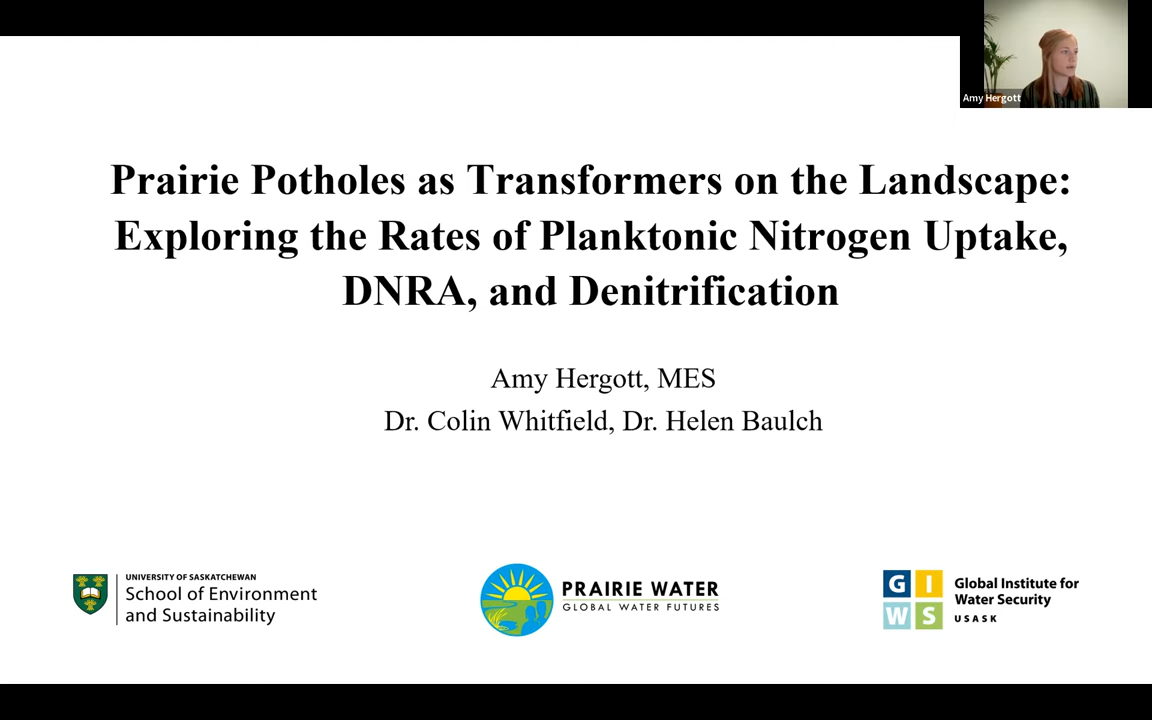 Amy Hergott
Prairie Potholes as Transformers on the Landscape:
Exploring the Rates of Planktonic Nitrogen Uptake,
DNRA, and Denitrification
Amy Hergott, MES
Dr. Colin Whitfield, Dr. Helen Baulch
UNIVERSITY OF SASKATCHEWAN
School of Environment
and Sustainability
PRAIRIE WATER
GLOBAL WATER FUTURES
G I
W S
Global Institute for
Water Security
USASK